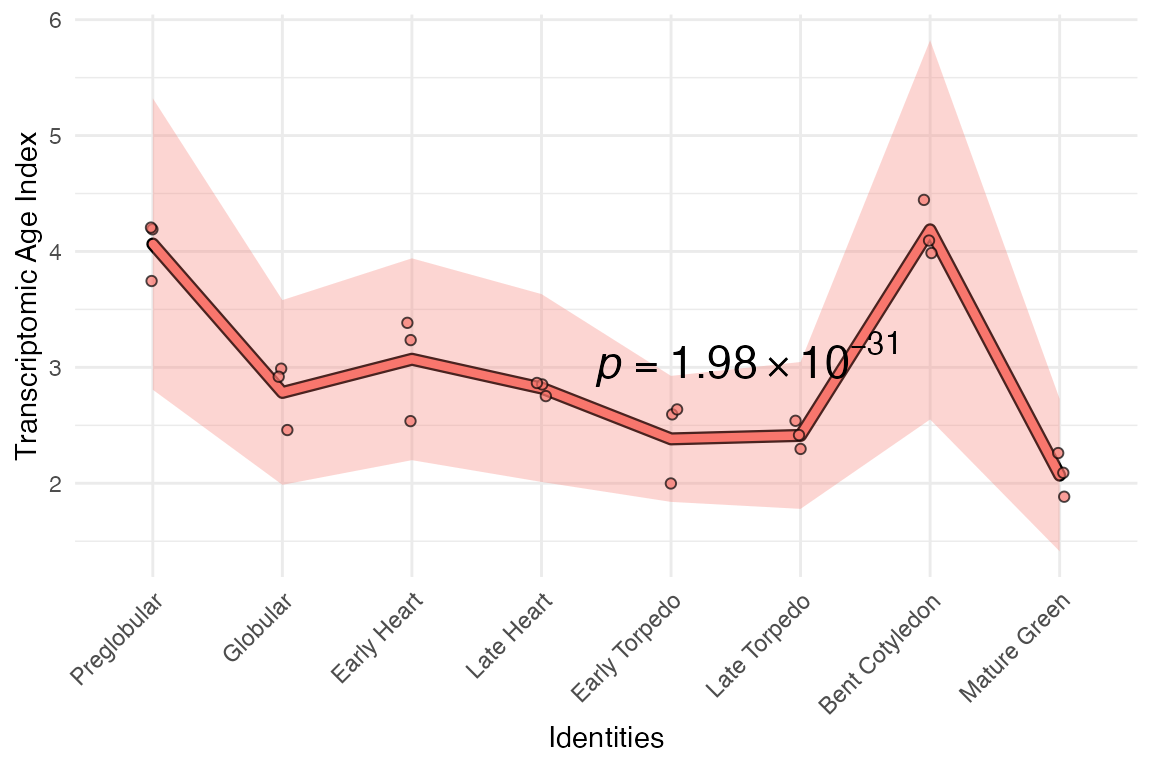 6
5
4
3
2
Transcriptomic Age Index
p = 1.98 × 10⁻³¹
Preglobular
Globular
Early Heart
Late Heart
Early Torpedo
Late Torpedo
Bent Cotyledon
Mature Green
Identities